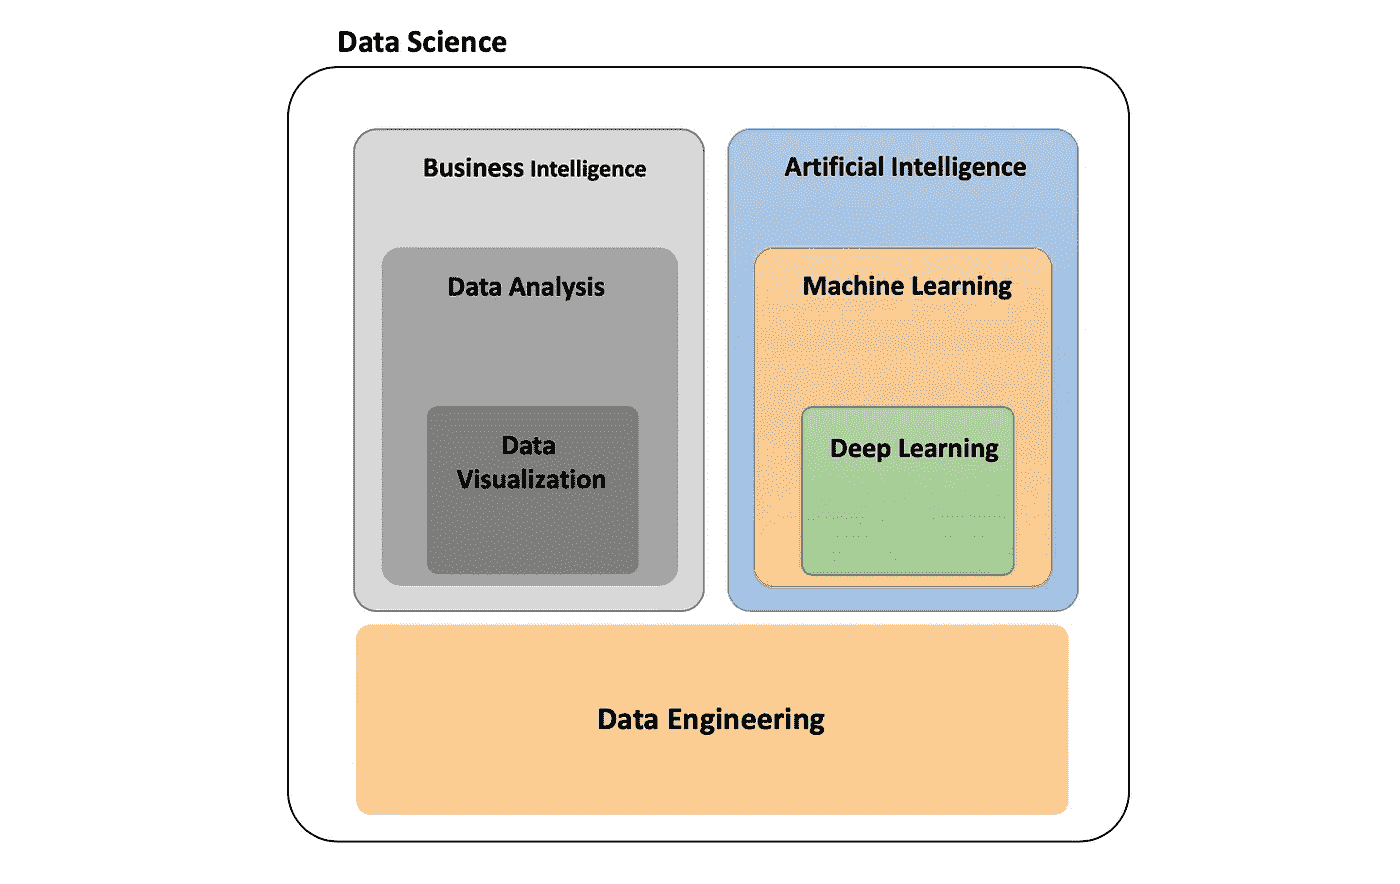 Data Science
Business Intelligence
Artificial Intelligence
Data Analysis
Machine Learning
Data
Visualization
Deep Learning
Data Engineering